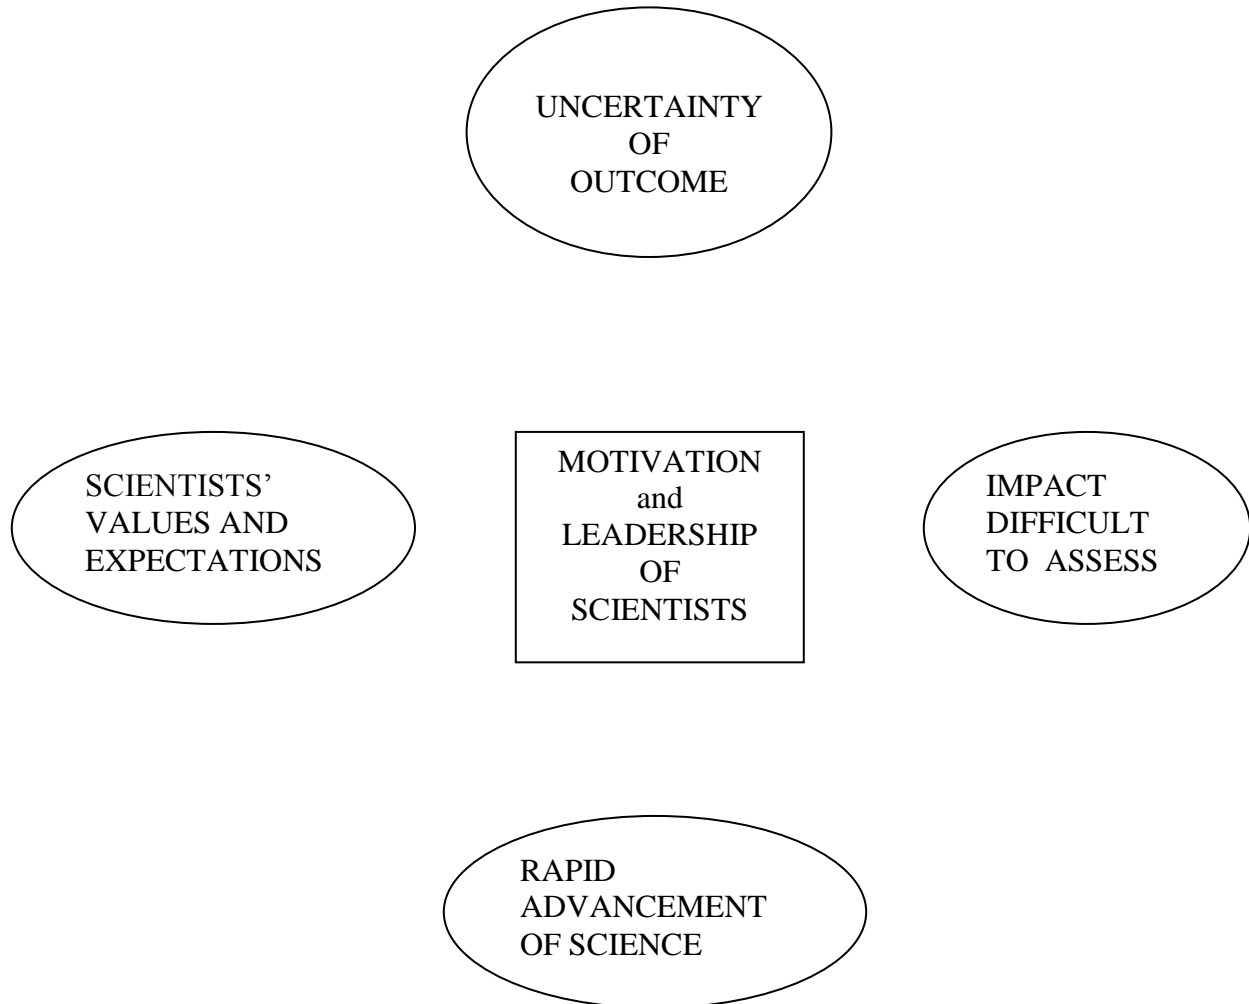 UNCERTAINTY
OF
OUTCOME
SCIENTISTS’
VALUES AND
EXPECTATIONS
MOTIVATION
and
LEADERSHIP
OF
SCIENTISTS
IMPACT
DIFFICULT
TO ASSESS
RAPID
ADVANCEMENT
OF SCIENCE